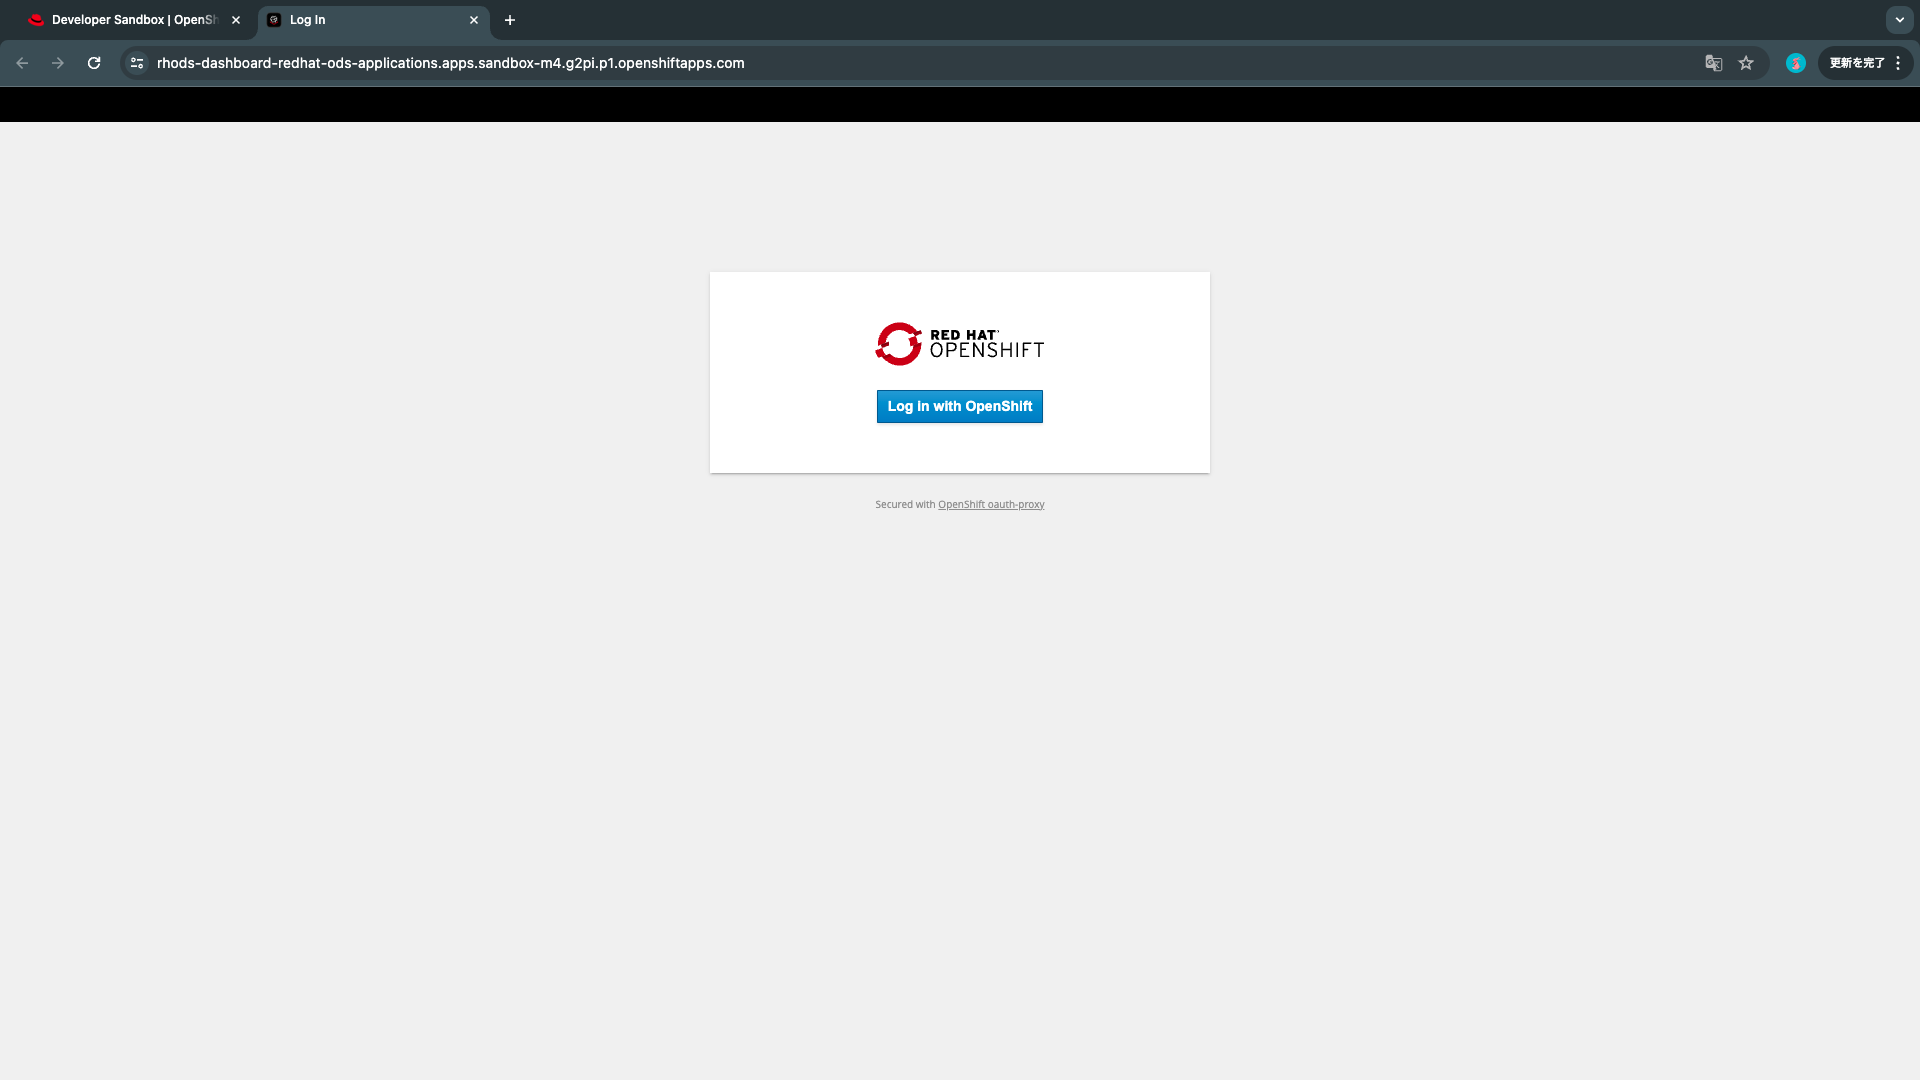 Developer Sandbox | OpenSh
Log In
rhods-dashboard-redhat-ods-applications.apps.sandbox-m4.g2pi.p1.openshiftapps.com
更新を完了
RED HAT
OPENSHIFT
Log in with OpenShift
Secured with OpenShift oauth-proxy